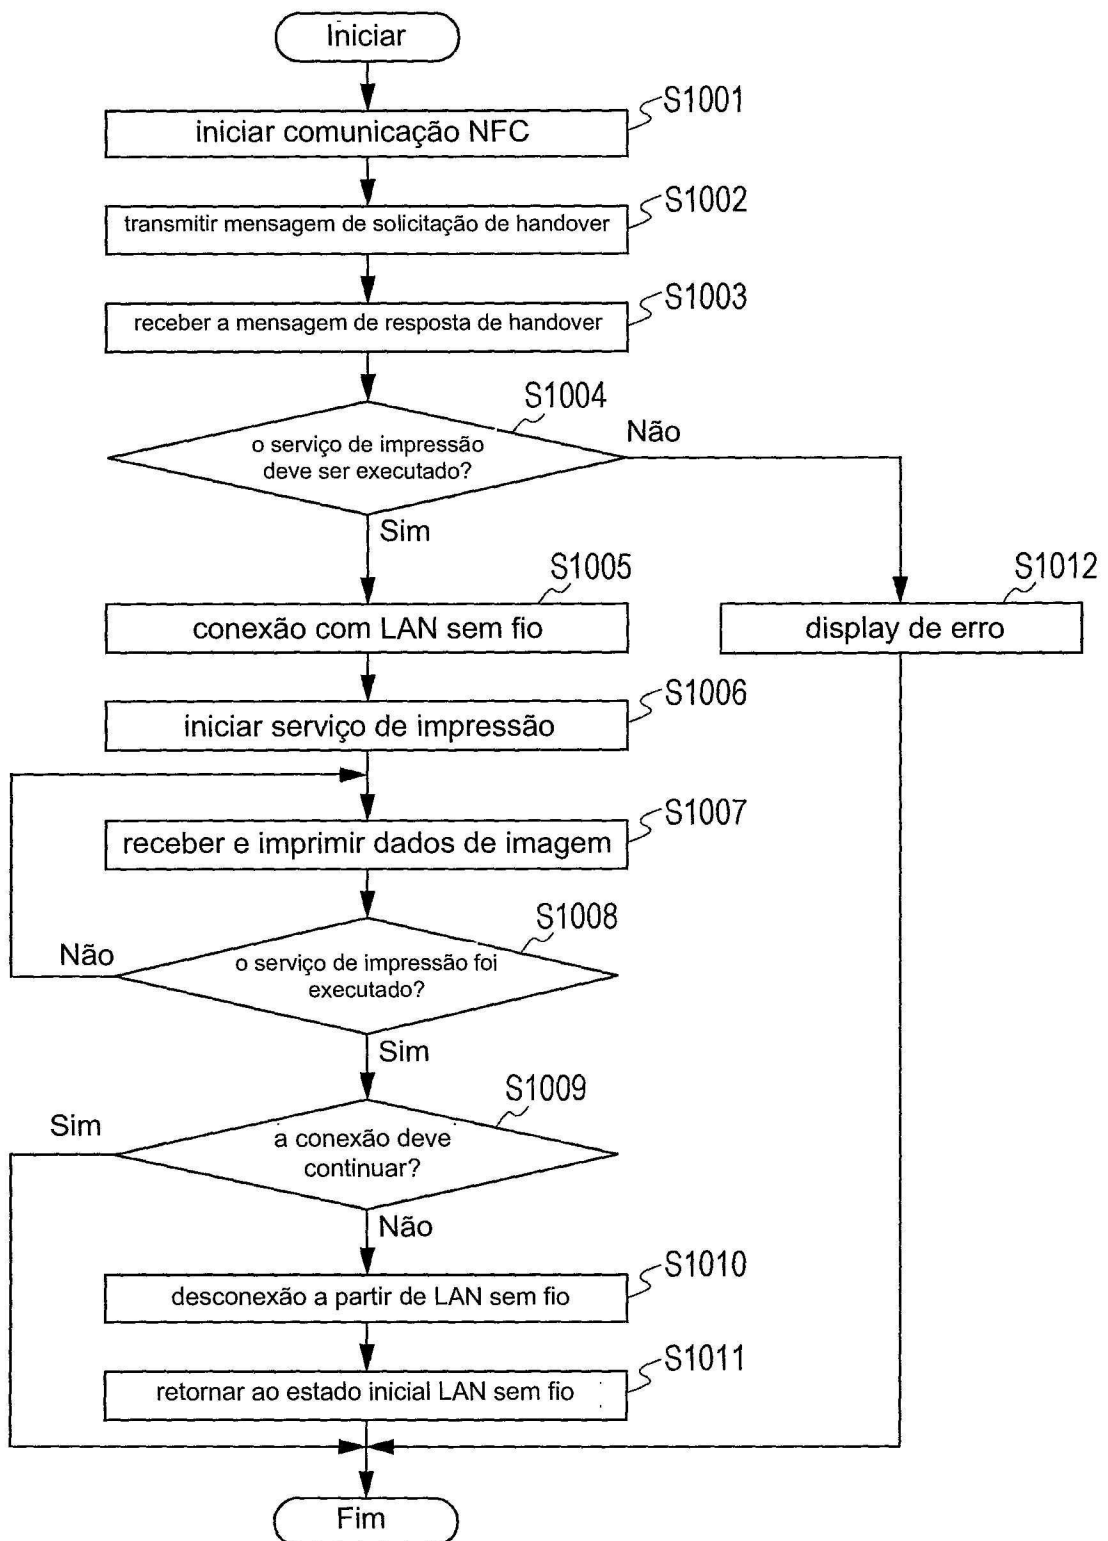 Iniciar
S1001
iniciar comunicação NFC
S1002
transmitir mensagem de solicitação de handover
S1003
receber a mensagem de resposta de handover
S1004
o serviço de impressão
deve ser executado?
Não
Sim
S1005
conexão com LAN sem fio
S1012
display de erro
S1006
iniciar serviço de impressão
S1007
receber e imprimir dados de imagem
S1008
Não
o serviço de impressão foi
executado?
Sim
S1009
Sim
a conexão deve
continuar?
Não
S1010
desconexão a partir de LAN sem fio
S1011
retornar ao estado inicial LAN sem fio
Fim